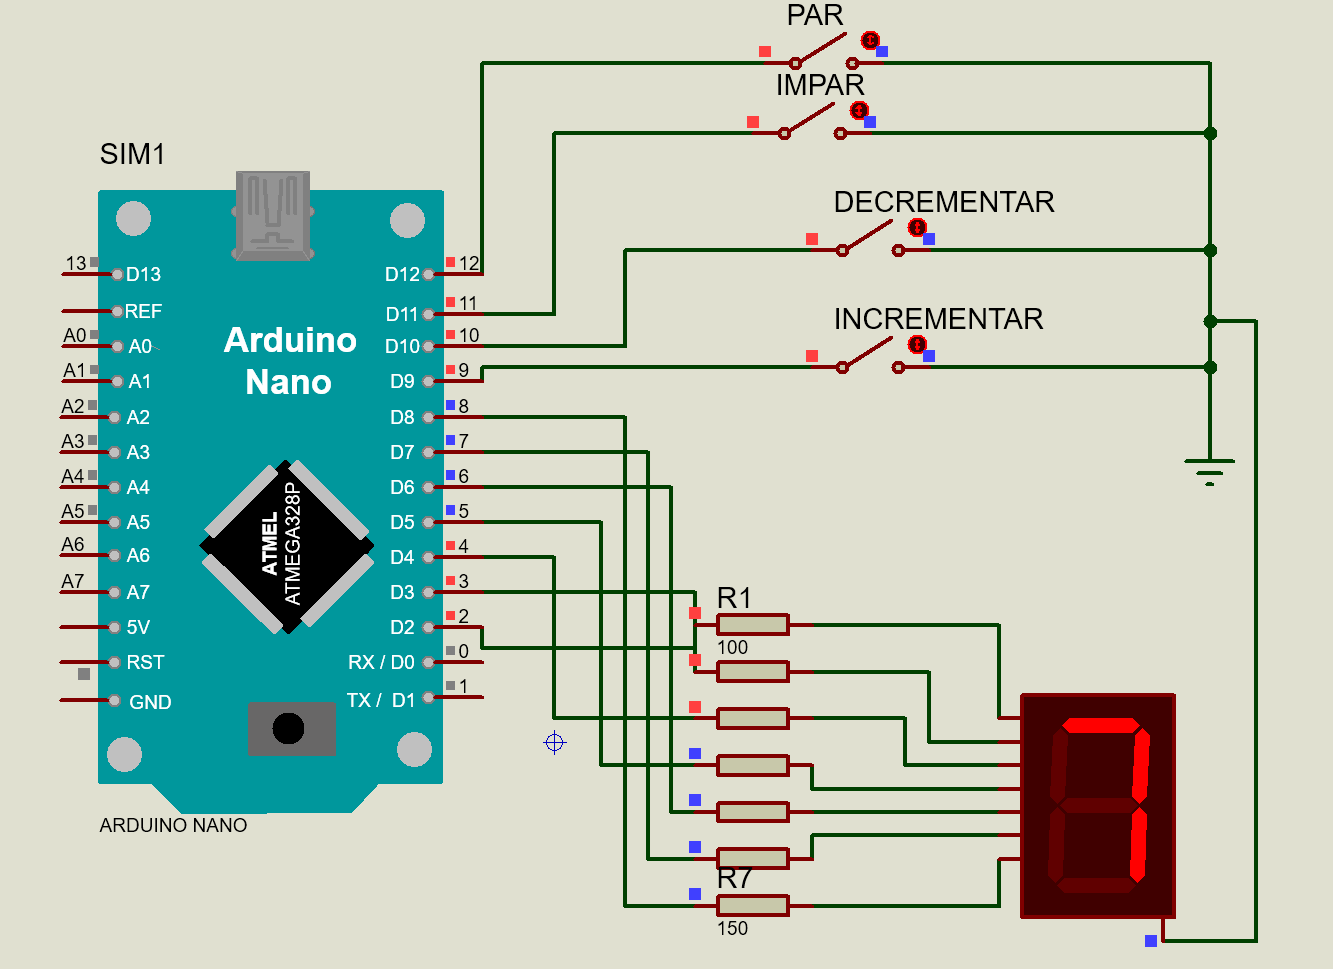 PAR
IMPAR
SIM1
DECREMENTAR
INCREMENTAR
13
D13
D12
12
REF
D11
11
A0
A0
D10
10
A1
A1
D9
9
A2
A2
D8
8
A3
A3
D7
7
A4
A4
D6
6
A5
A5
D5
5
A6
A6
D4
4
A7
A7
D3
3
5V
D2
2
RST
RX / D0
0
GND
TX / D1
1
Arduino
Nano
ATMEL
ATMEGA328P
ARDUINO NANO
R1
100
R7
150
7